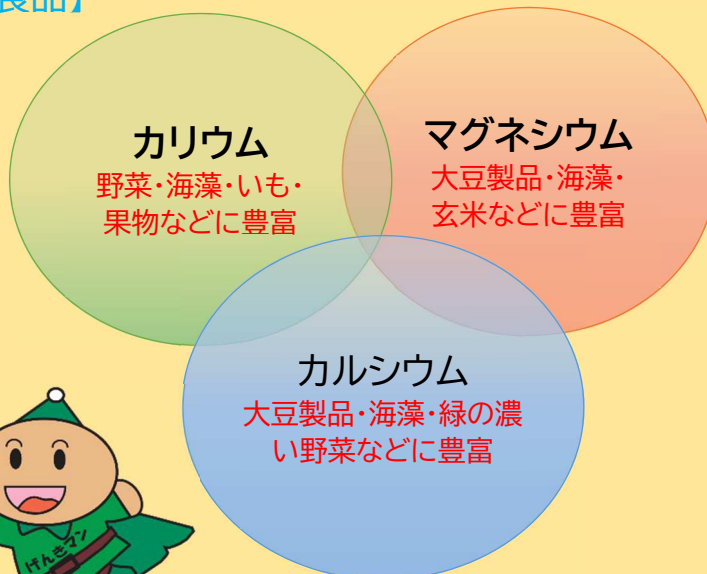 食品】
カリウム
野菜・海藻・いも・
果物などに豊富
マグネシウム
大豆製品・海藻・
玄米などに豊富
カルシウム
大豆製品・海藻・緑の濃
い野菜などに豊富
げんきマン